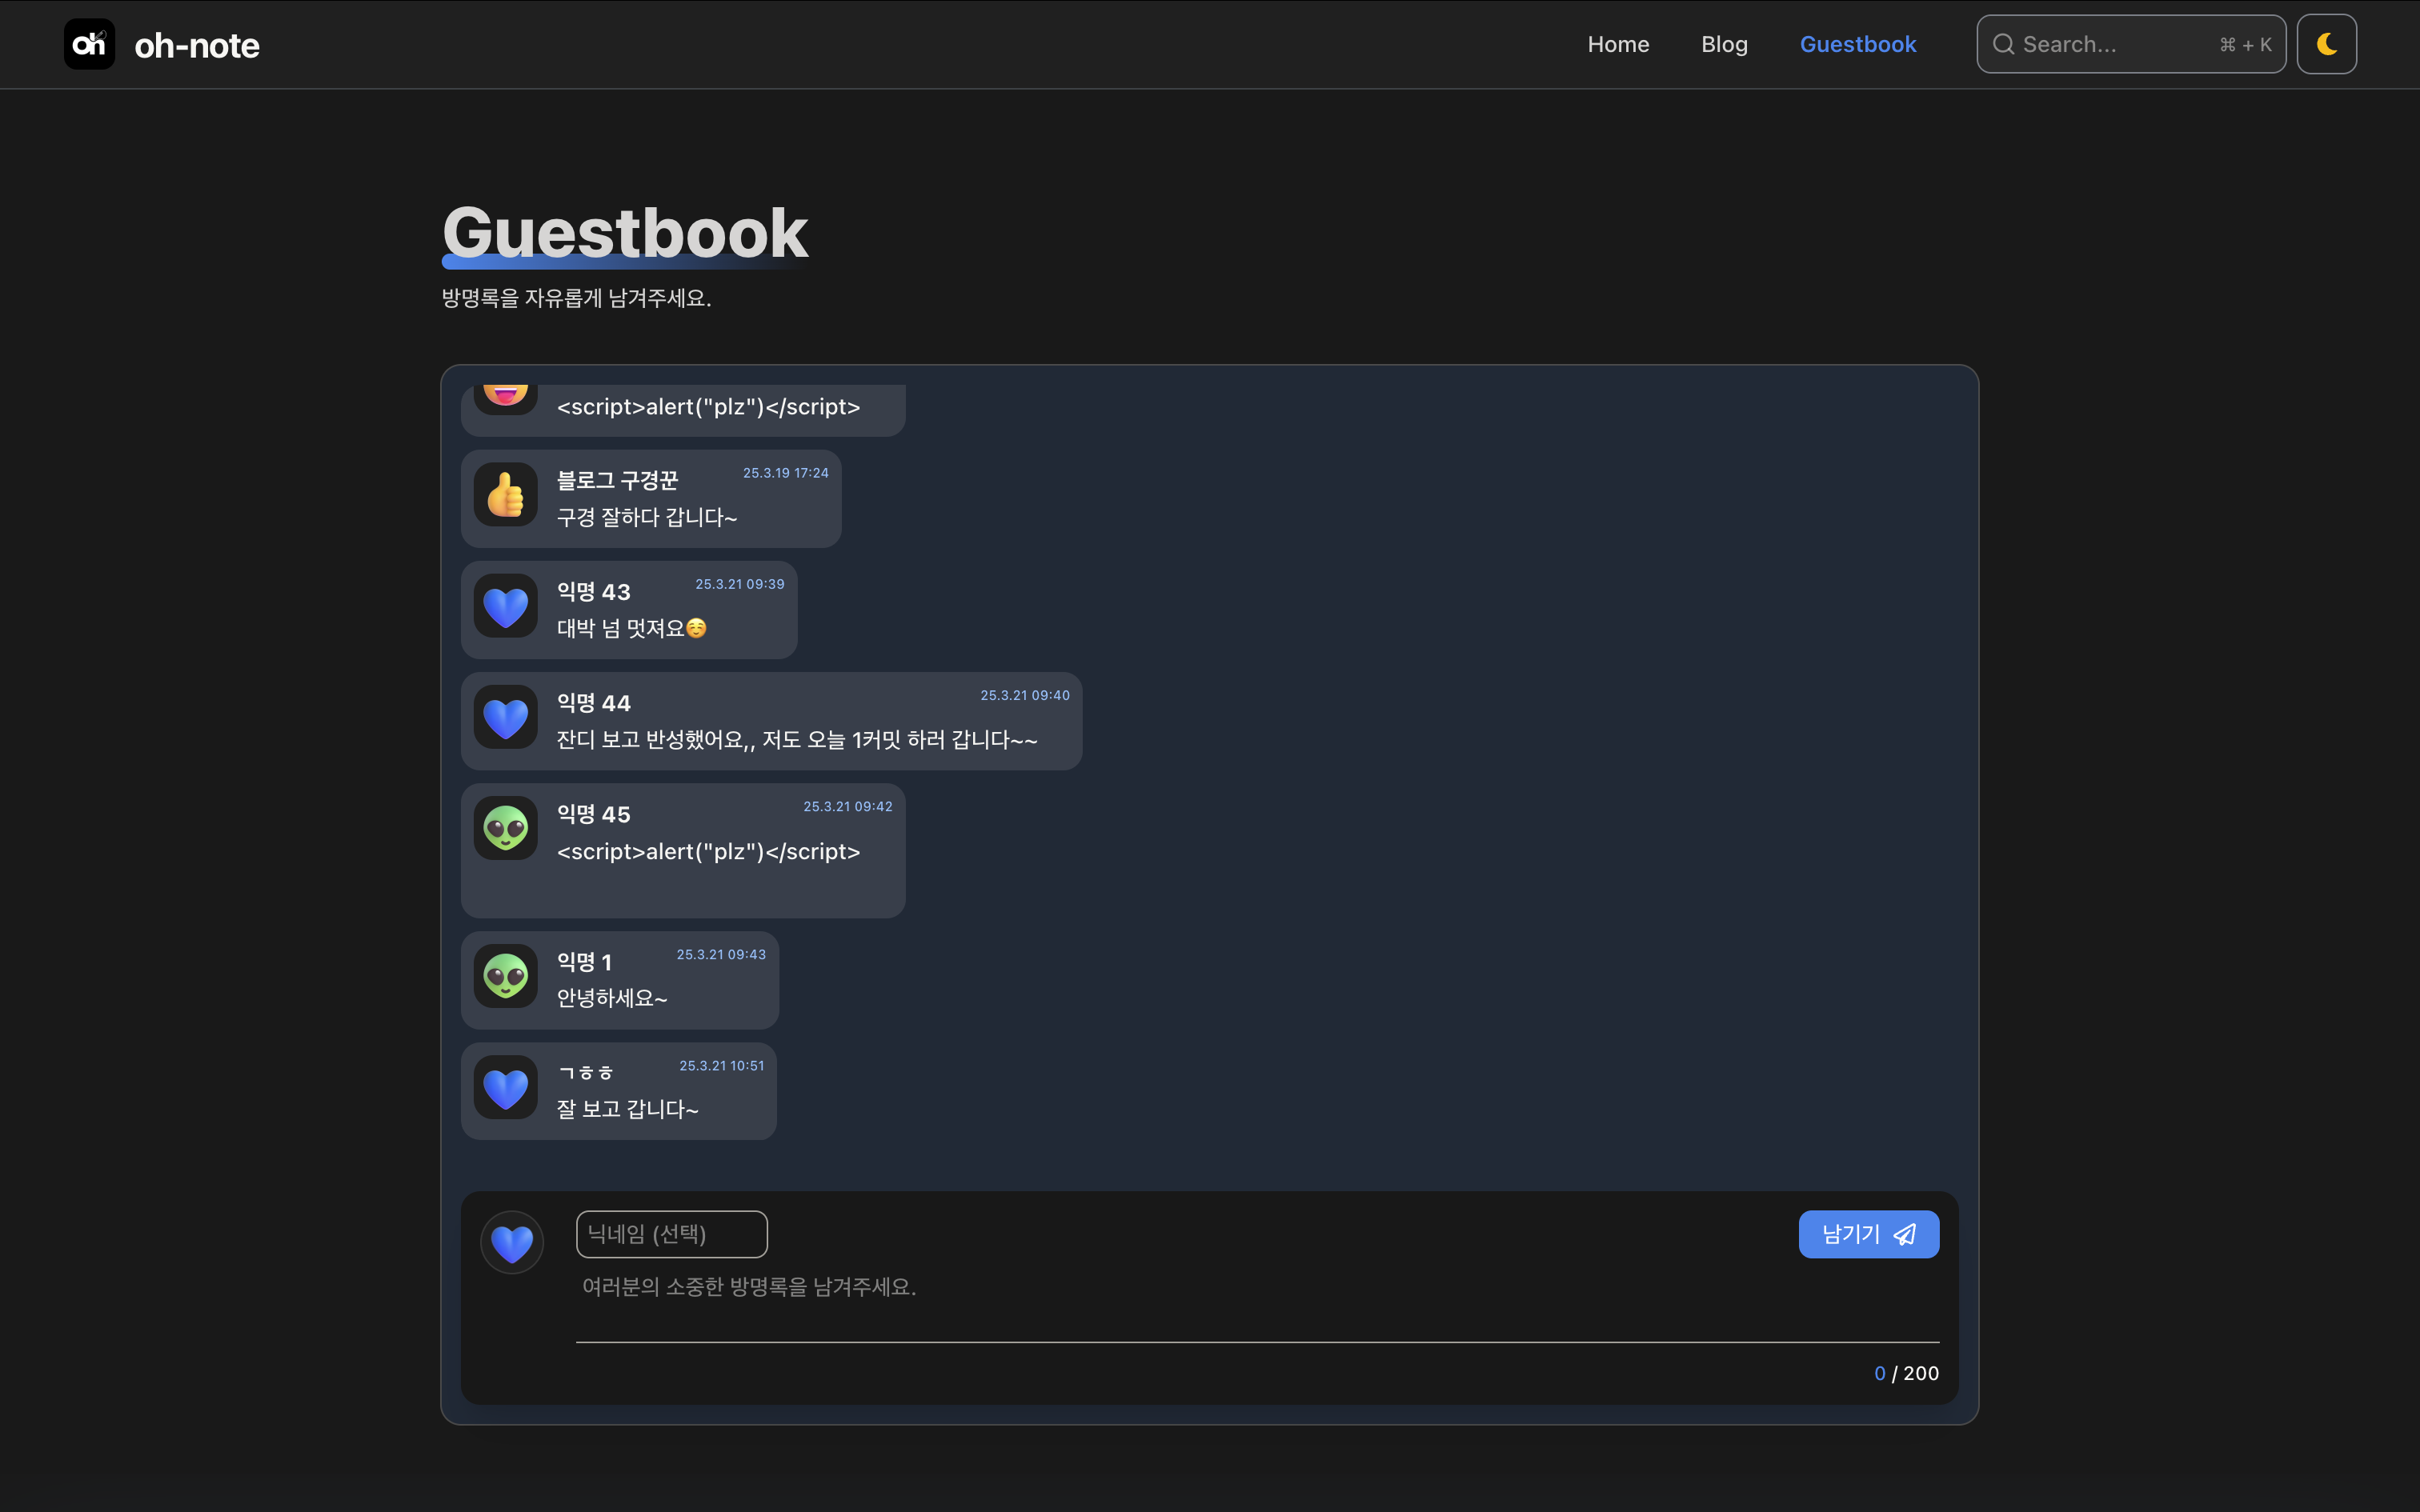 oh oh-note Home Blog Guestbook Search... ⌘ + K
Guestbook
방명록을 자유롭게 남겨주세요.
<script>alert("plz")</script>
블로그 구경꾼 25.3.19 17:24
구경 잘하다 갑니다~
익명 43 25.3.21 09:39
대박 넘 멋져요☺️
익명 44 25.3.21 09:40
잔디 보고 반성했어요,, 저도 오늘 1커밋 하러 갑니다~~
익명 45 25.3.21 09:42
<script>alert("plz")</script>
익명 1 25.3.21 09:43
안녕하세요~
ㄱㅎㅎ 25.3.21 10:51
잘 보고 갑니다~
닉네임 (선택) 남기기
여러분의 소중한 방명록을 남겨주세요.
0 / 200